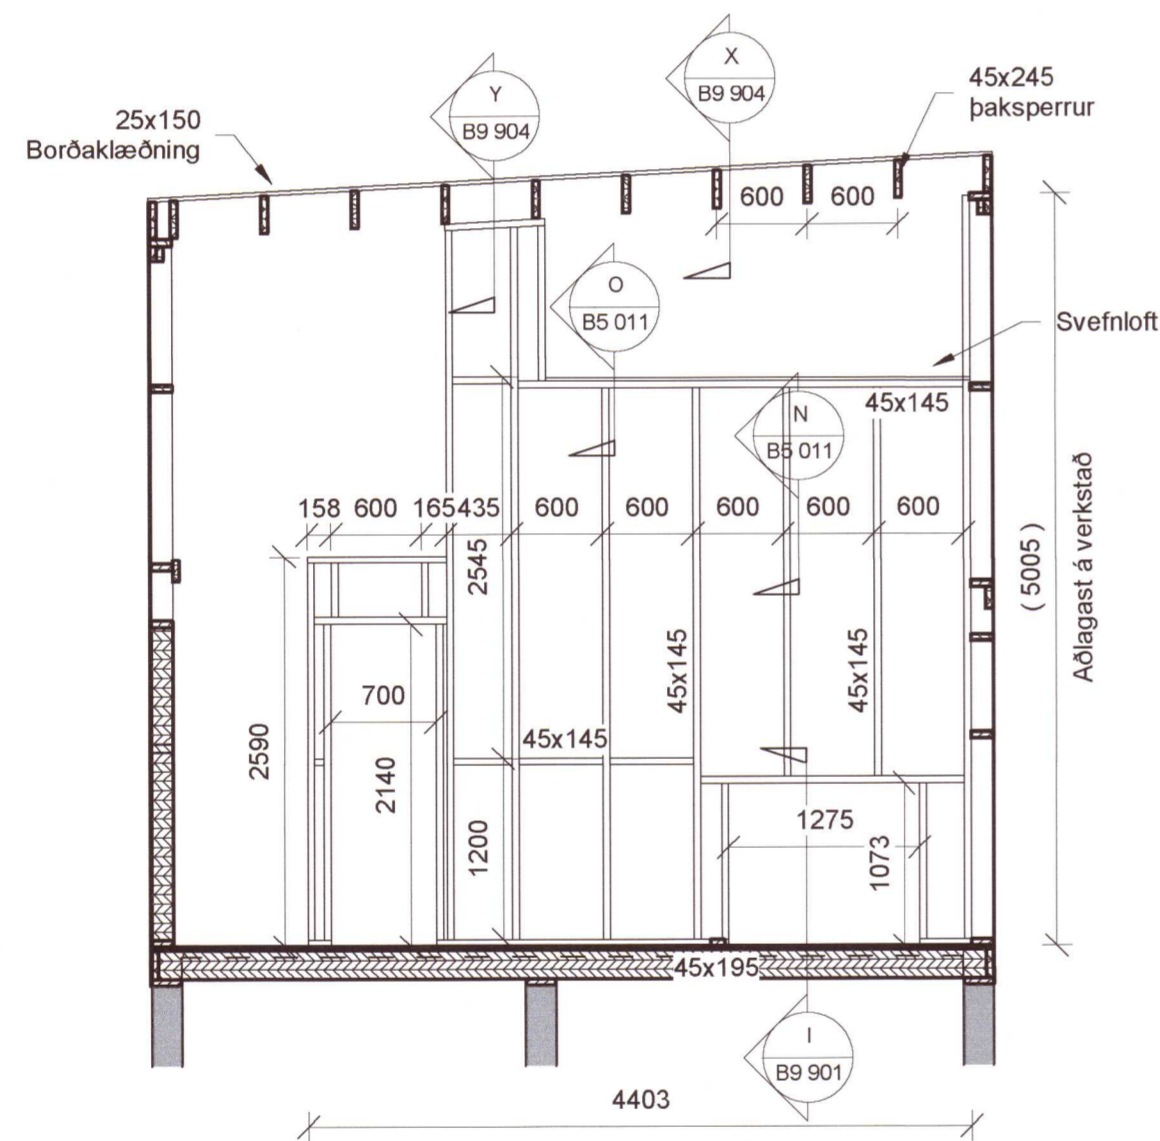 X
B9 904
Y
B9 904
45x245
þaksperrur
25x150
Borðaklæðning
600
600
O
B5 011
Svefnloft
45x145
N
B5 011
158
600
165
435
600
600
600
600
600
2545
( 5005 )
Aðlagast á verkstað
45x145
45x145
700
45x145
2590
2140
1275
1200
1073
45x195
I
B9 901
4403